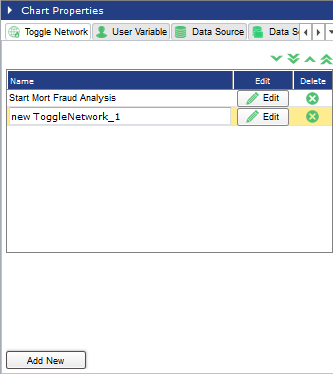 Chart Properties
Toggle Network User Variable Data Source Data S
Name Edit Delete
Start Mort Fraud Analysis Edit
new ToggleNetwork_1 Edit
Add New